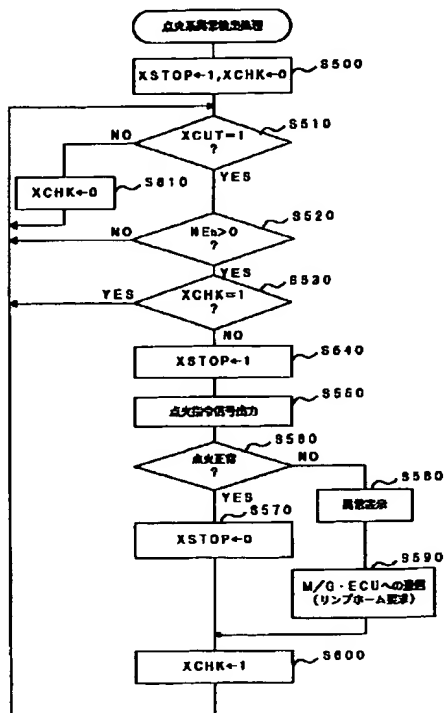 点火系異常検出処理
S500
XSTOP←1,XCHK←0
S510
XCUT=1
?
NO
YES
S610
XCHK←0
S520
NEn>0
?
NO
YES
S530
XCHK=1
?
YES
NO
S540
XSTOP←1
S550
点火指令信号出力
S560
点火正常
?
NO
YES
S570
XSTOP←0
S580
異常表示
S590
M/G・ECUへの通信
(リンプホーム要求)
S600
XCHK←1